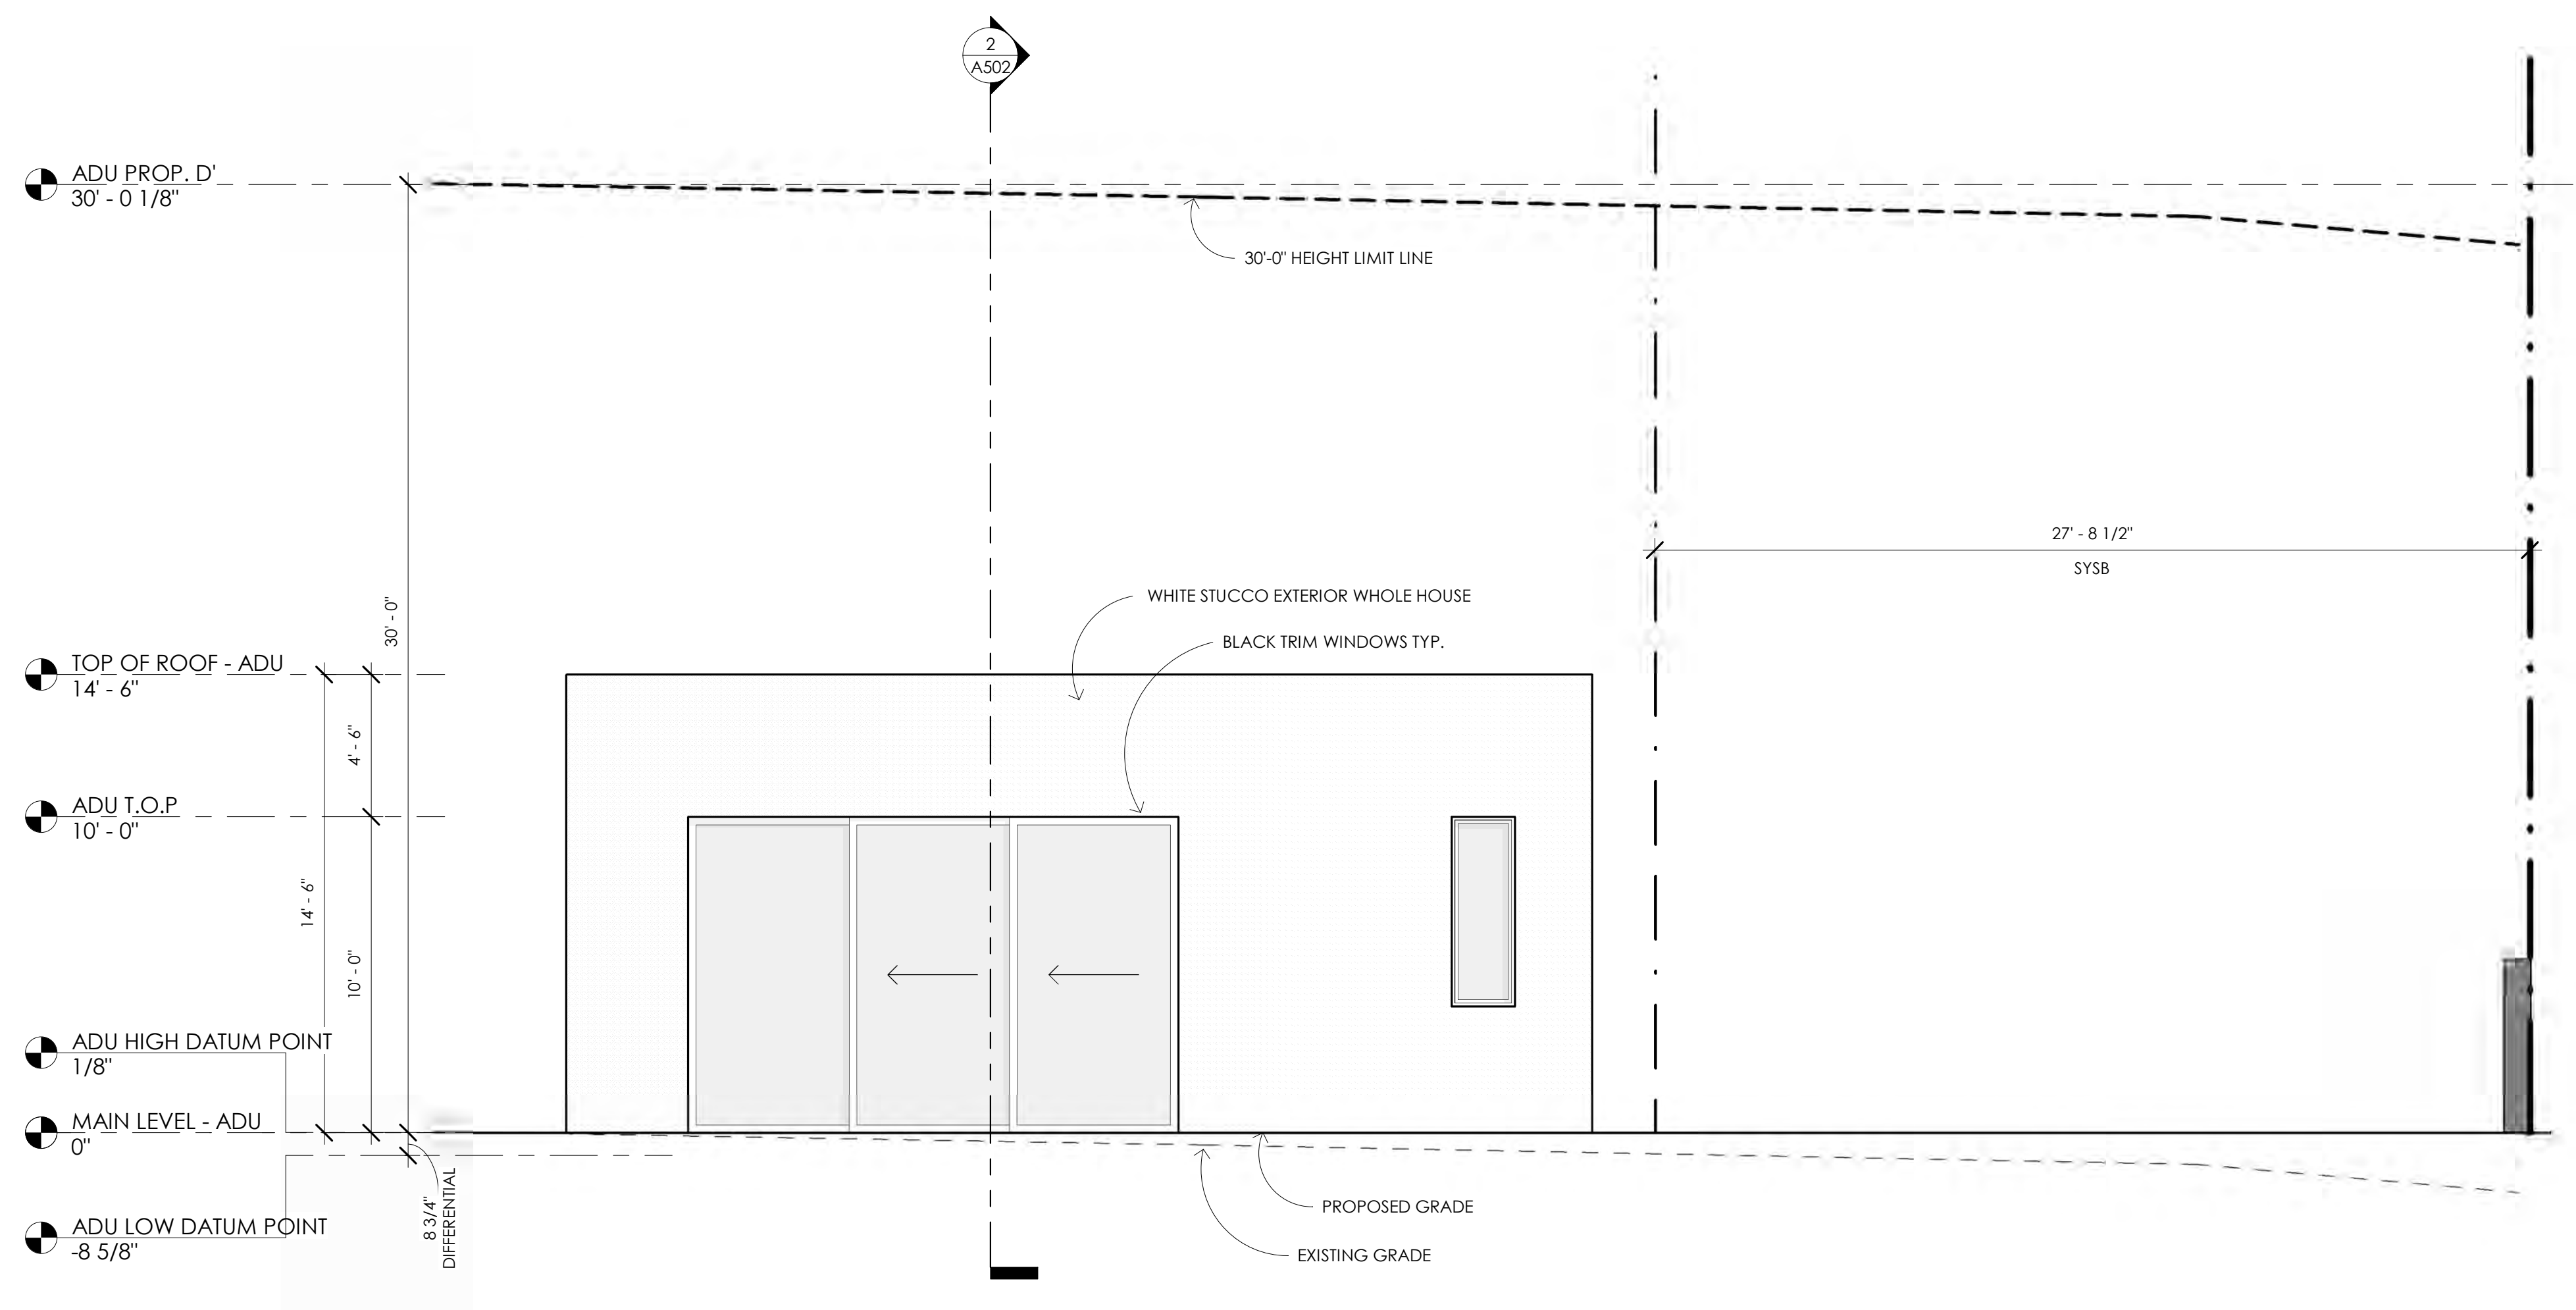 2
A502
ADU PROP. D'
30' - 0 1/8"
30'-0" HEIGHT LIMIT LINE
27' - 8 1/2"
SYSB
WHITE STUCCO EXTERIOR WHOLE HOUSE
30' - 0"
BLACK TRIM WINDOWS TYP.
TOP OF ROOF - ADU
14' - 6"
4' - 6"
ADU T.O.P
10' - 0"
14' - 6"
10' - 0"
ADU HIGH DATUM POINT
1/8"
MAIN LEVEL - ADU
0"
8 3/4"
DIFFERENTIAL
PROPOSED GRADE
ADU LOW DATUM POINT
-8 5/8"
EXISTING GRADE